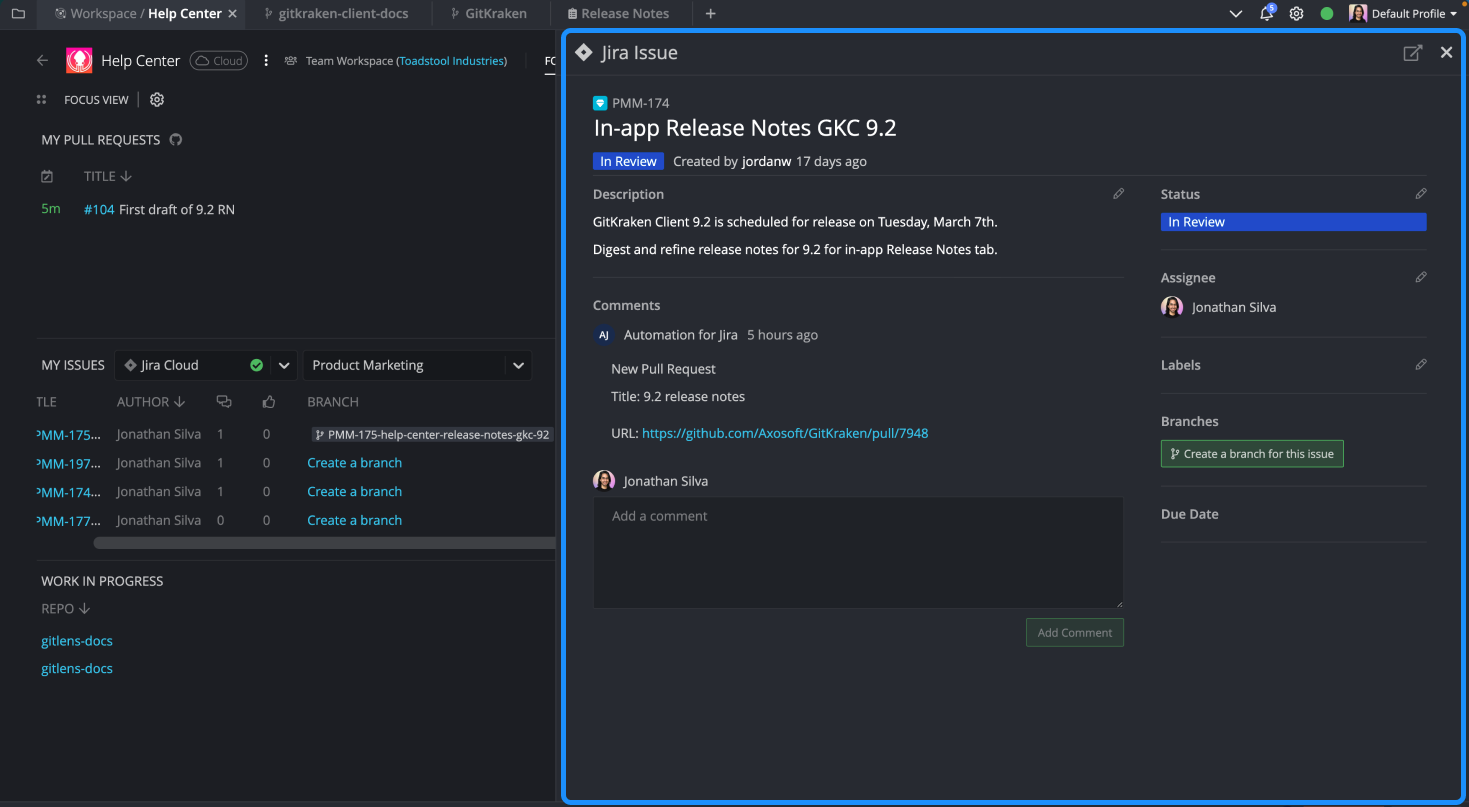 Workspace / Help Center
gitkraken-client-docs
GitKraken
Release Notes
5
Default Profile
Help Center
Cloud
Team Workspace (Toadstool Industries)
FOCUS VIEW
MY PULL REQUESTS
TITLE
5m #104 First draft of 9.2 RN
MY ISSUES Jira Cloud Product Marketing
TLE AUTHOR BRANCH
PMM-175... Jonathan Silva 1 0 PMM-175-help-center-release-notes-gkc-92
PMM-197... Jonathan Silva 1 0 Create a branch
PMM-174... Jonathan Silva 1 0 Create a branch
PMM-177... Jonathan Silva 0 0 Create a branch
WORK IN PROGRESS
REPO
gitlens-docs
gitlens-docs
Jira Issue
PMM-174
In-app Release Notes GKC 9.2
In Review Created by jordanw 17 days ago
Description
GitKraken Client 9.2 is scheduled for release on Tuesday, March 7th.
Digest and refine release notes for 9.2 for in-app Release Notes tab.
Comments
AJ Automation for Jira 5 hours ago
New Pull Request
Title: 9.2 release notes
URL: https://github.com/Axosoft/GitKraken/pull/7948
Jonathan Silva
Add a comment
Add Comment
Status
In Review
Assignee
Jonathan Silva
Labels
Branches
Create a branch for this issue
Due Date